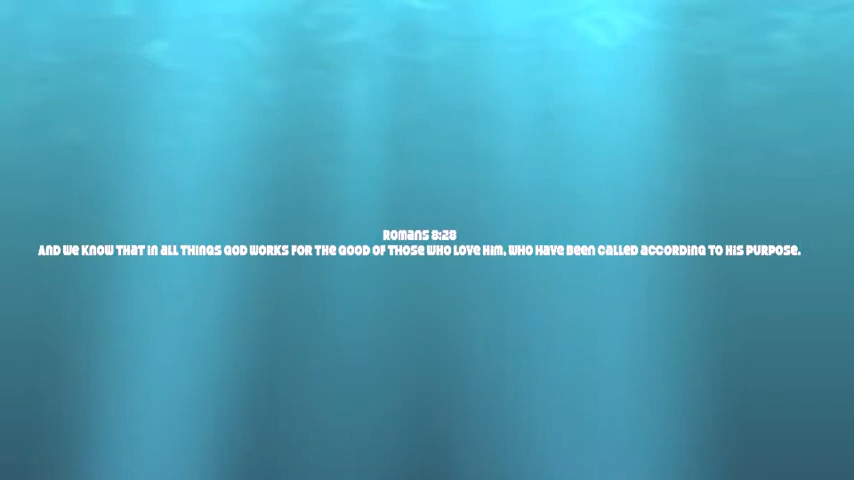 Romans 8:28
And we know that in all things God works for the good of those who love him, who have been called according to his purpose.